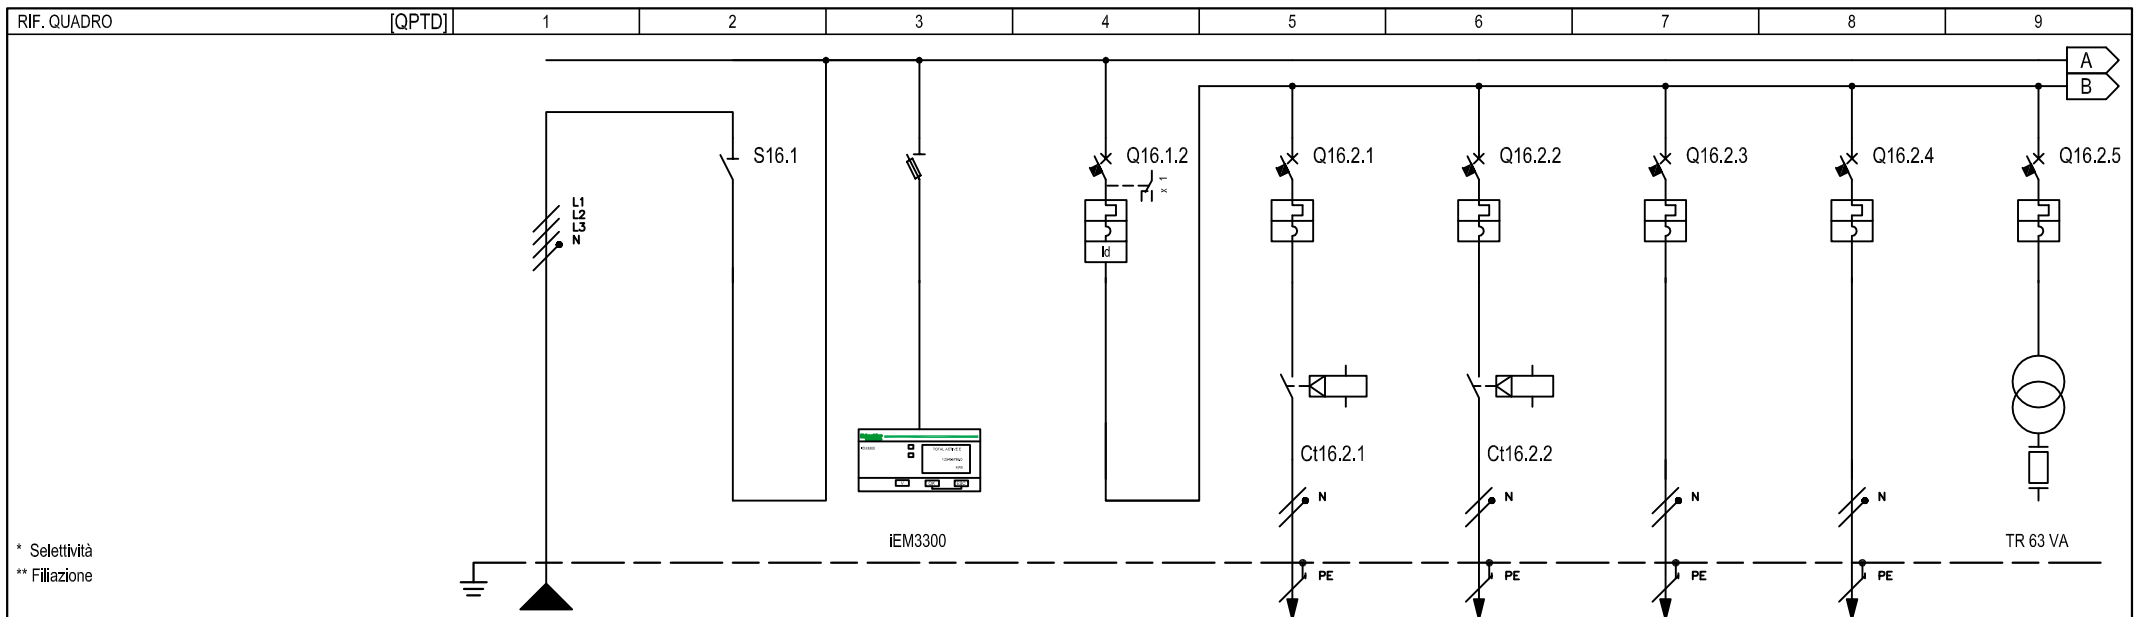 RIF. QUADRO [QPTD] 1 2 3 4 5 6 7 8 9
A
B
S16.1
Q16.1.2
Q16.2.1
Q16.2.2
Q16.2.3
Q16.2.4
Q16.2.5
x 1
L1
L2
L3
N
Id
Ct16.2.1
Ct16.2.2
N
N
N
N
iEM3300
TR 63 VA
* Selettività
** Filiazione
PE
PE
PE
PE